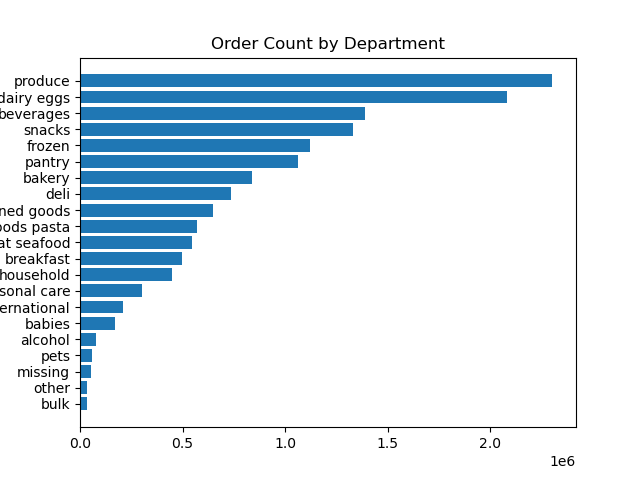 Order Count by Department
produce
dairy eggs
beverages
snacks
frozen
pantry
bakery
deli
ned goods
ods pasta
at seafood
breakfast
household
sonal care
ernational
babies
alcohol
pets
missing
other
bulk
0.0 0.5 1.0 1.5 2.0
1e6